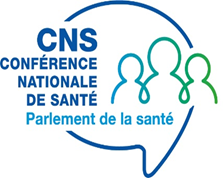 CNS
CONFÉRENCE
NATIONALE
DE SANTÉ
Parlement de la santé